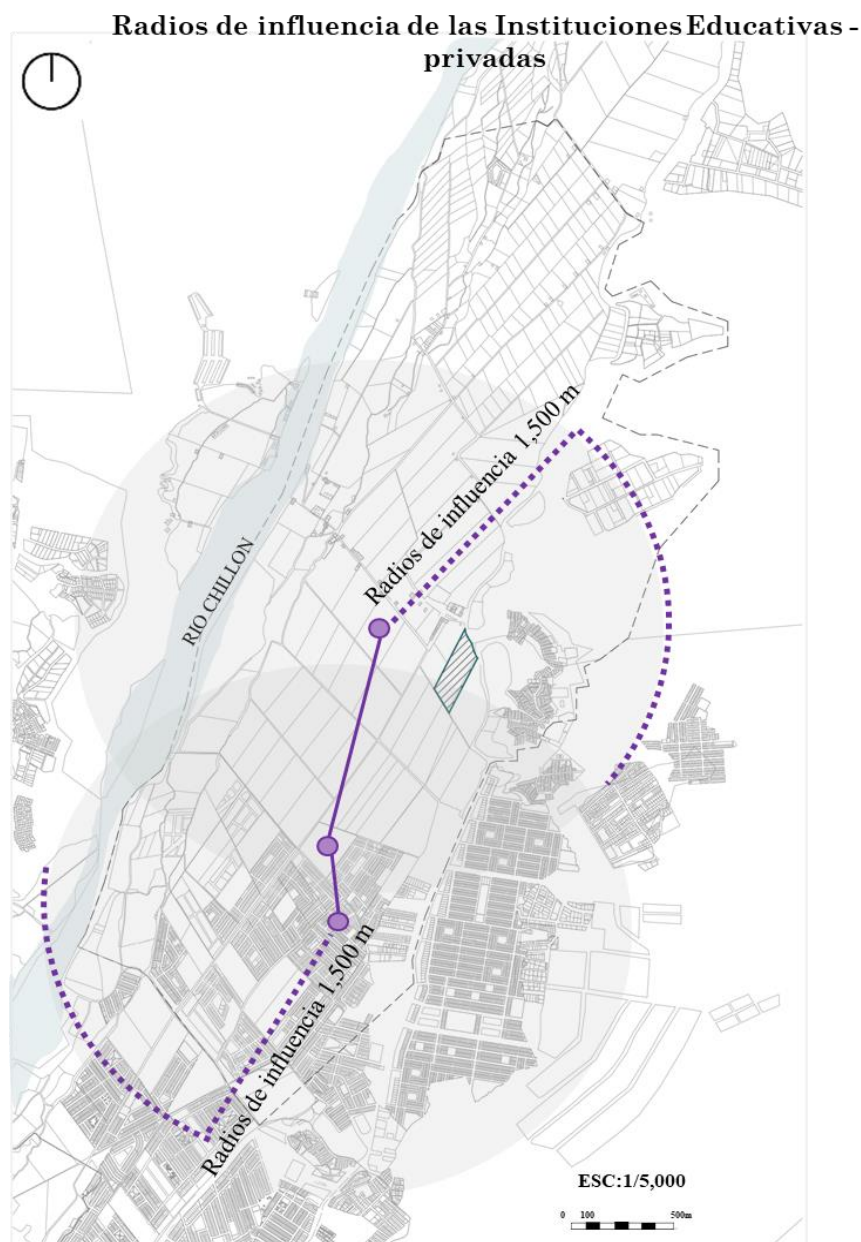 Radios de influencia de las Instituciones Educativas -
privadas
Radios de influencia 1,500 m
RIO CHILLON
Radios de influencia 1,500 m
ESC:1/5,000
0 100 500m